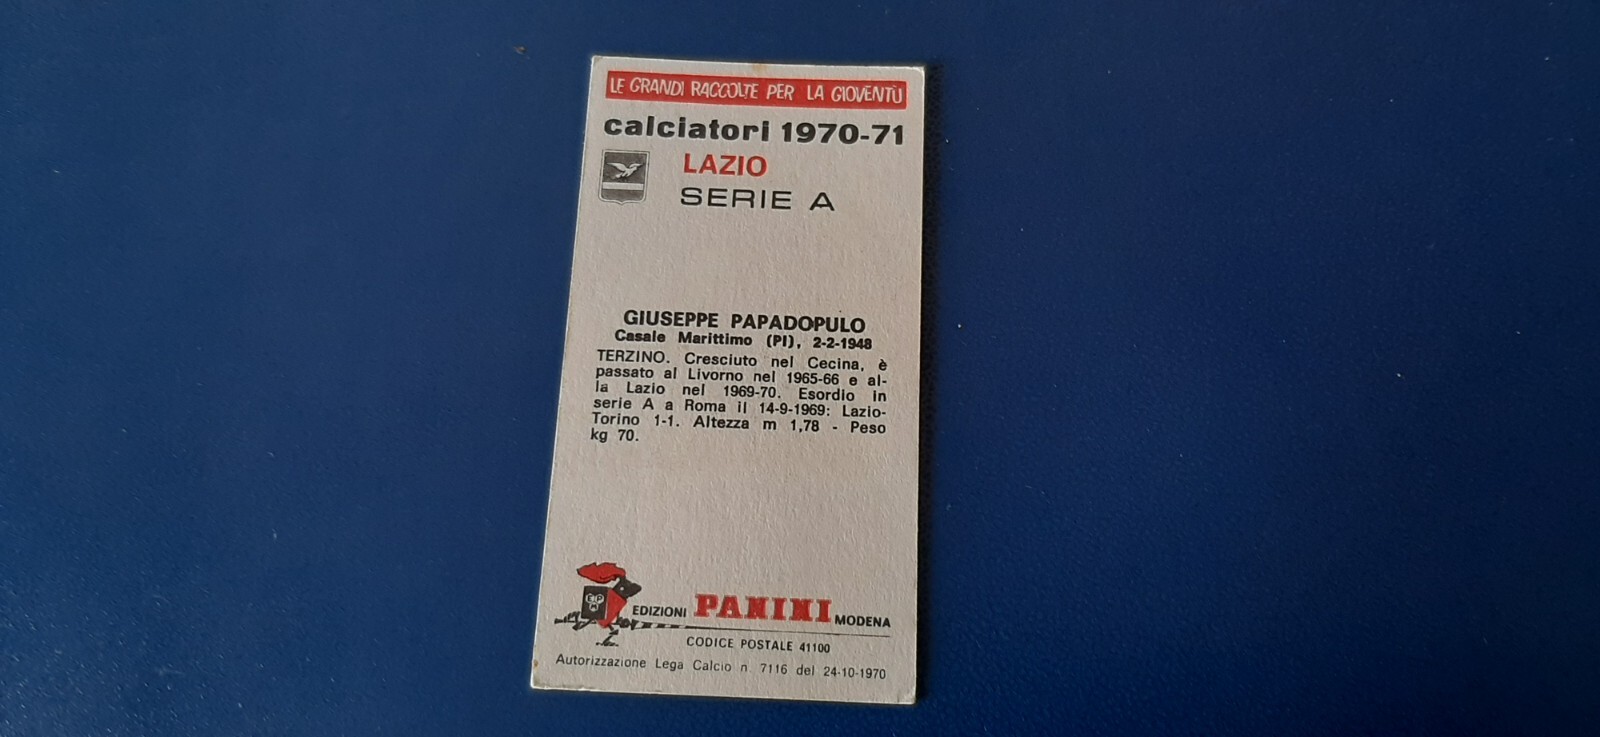 LE GRANDI RACCOLTE PER LA GIOVENTÙ
calciatori 1970-71
LAZIO
SERIE A
GIUSEPPE PAPADOPULO
Casale Marittimo (PI), 2-2-1948
TERZINO. Cresciuto nel Cecina, è
passato al Livorno nel 1965-66 e al-
la Lazio nel 1969-70. Esordio in
serie A a Roma il 14-9-1969: Lazio-
Torino 1-1. Altezza m 1,78 - Peso
kg 70.
EDIZIONI PANINI MODENA
CODICE POSTALE 41100
Autorizzazione Lega Calcio n. 7116 del 24-10-1970